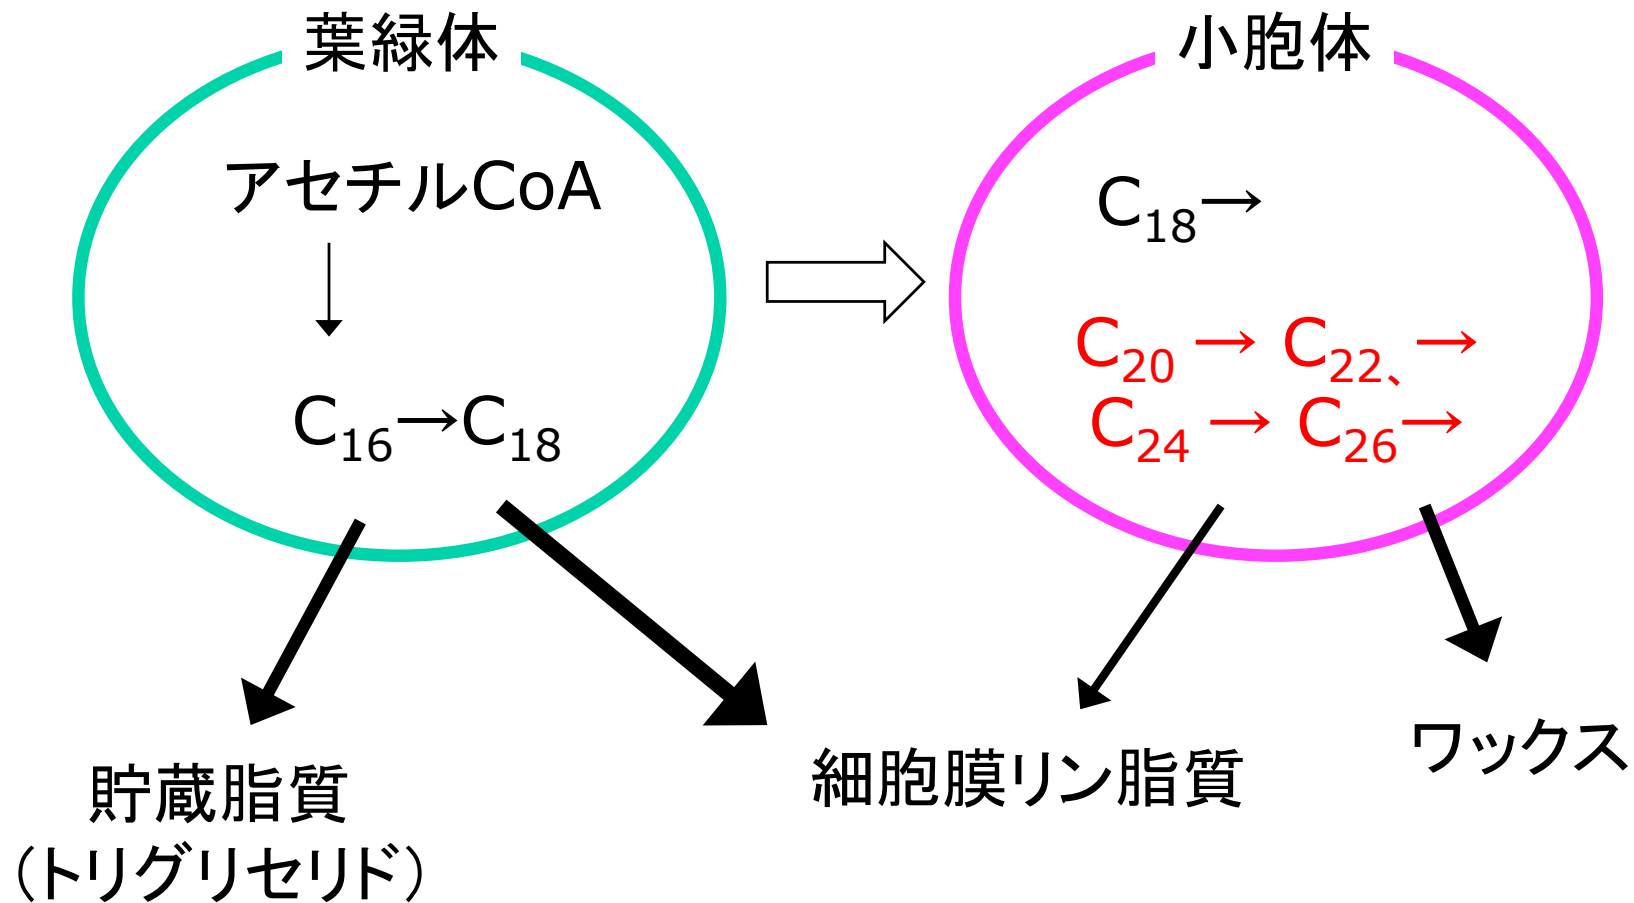 葉緑体
アセチルCoA
C16→C18
小胞体
C18→
C20 → C22、→
C24 → C26→
貯蔵脂質
（トリグリセリド）
細胞膜リン脂質
ワックス